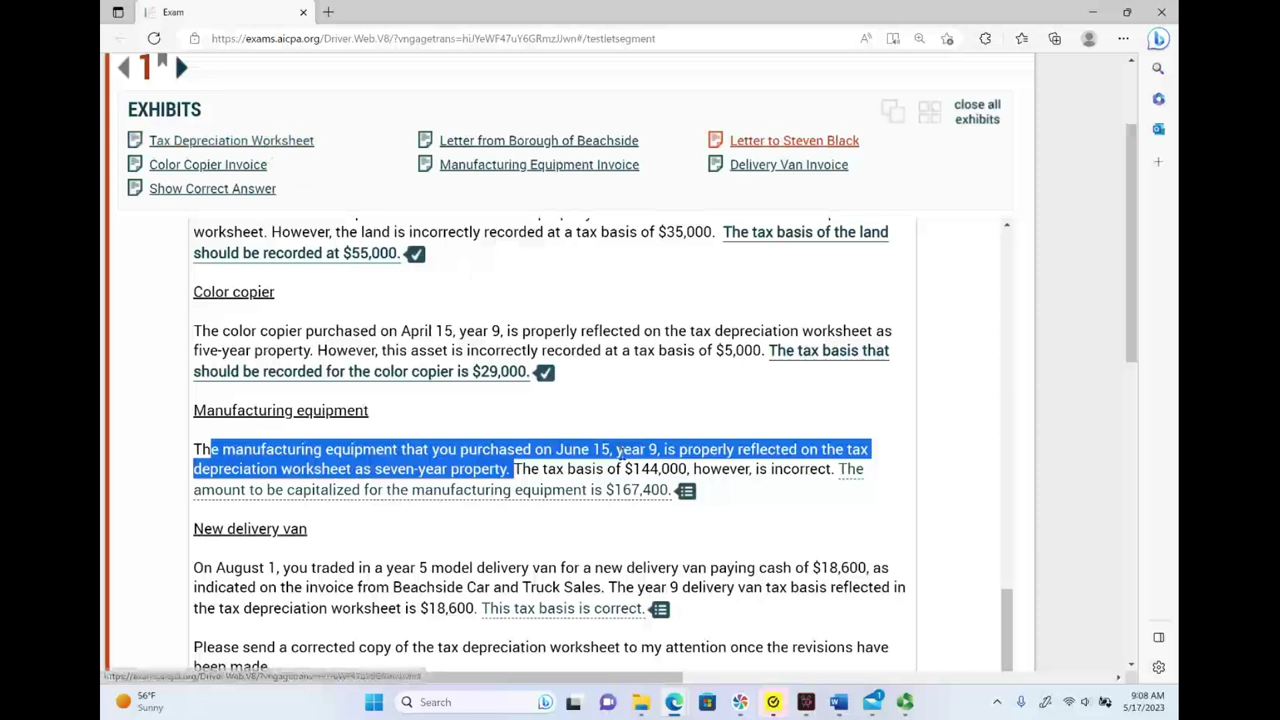 Exam
https://exams.aicpa.org/Driver.Web.V8/?vngagetrans=hiJYeWF47uY6GRmzJJwn#/testletsegment
1
EXHIBITS
close all
exhibits
Tax Depreciation Worksheet
Letter from Borough of Beachside
Letter to Steven Black
Color Copier Invoice
Manufacturing Equipment Invoice
Delivery Van Invoice
Show Correct Answer
worksheet. However, the land is incorrectly recorded at a tax basis of $35,000. The tax basis of the land
should be recorded at $55,000.
Color copier
The color copier purchased on April 15, year 9, is properly reflected on the tax depreciation worksheet as
five-year property. However, this asset is incorrectly recorded at a tax basis of $5,000. The tax basis that
should be recorded for the color copier is $29,000.
Manufacturing equipment
The manufacturing equipment that you purchased on June 15, year 9, is properly reflected on the tax
depreciation worksheet as seven-year property. The tax basis of $144,000, however, is incorrect. The
amount to be capitalized for the manufacturing equipment is $167,400.
New delivery van
On August 1, you traded in a year 5 model delivery van for a new delivery van paying cash of $18,600, as
indicated on the invoice from Beachside Car and Truck Sales. The year 9 delivery van tax basis reflected in
the tax depreciation worksheet is $18,600. This tax basis is correct.
Please send a corrected copy of the tax depreciation worksheet to my attention once the revisions have
been made.
56°F
Sunny
Search
9:08 AM
5/17/2023